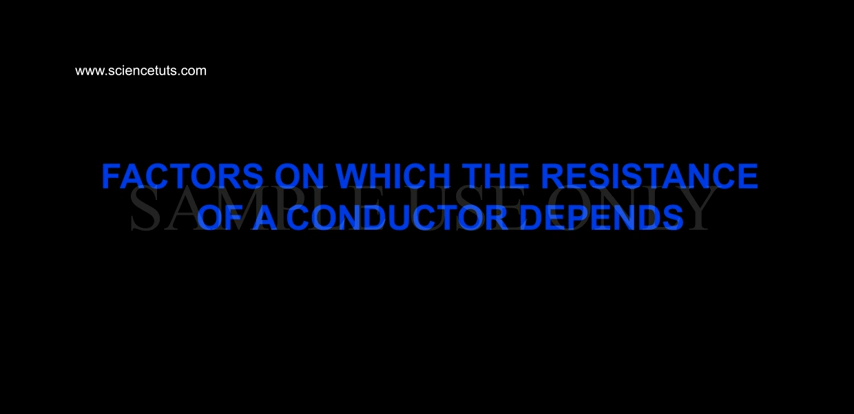 www.sciencetuts.com
FACTORS ON WHICH THE RESISTANCE
SAMPLE USE ONLY
OF A CONDUCTOR DEPENDS